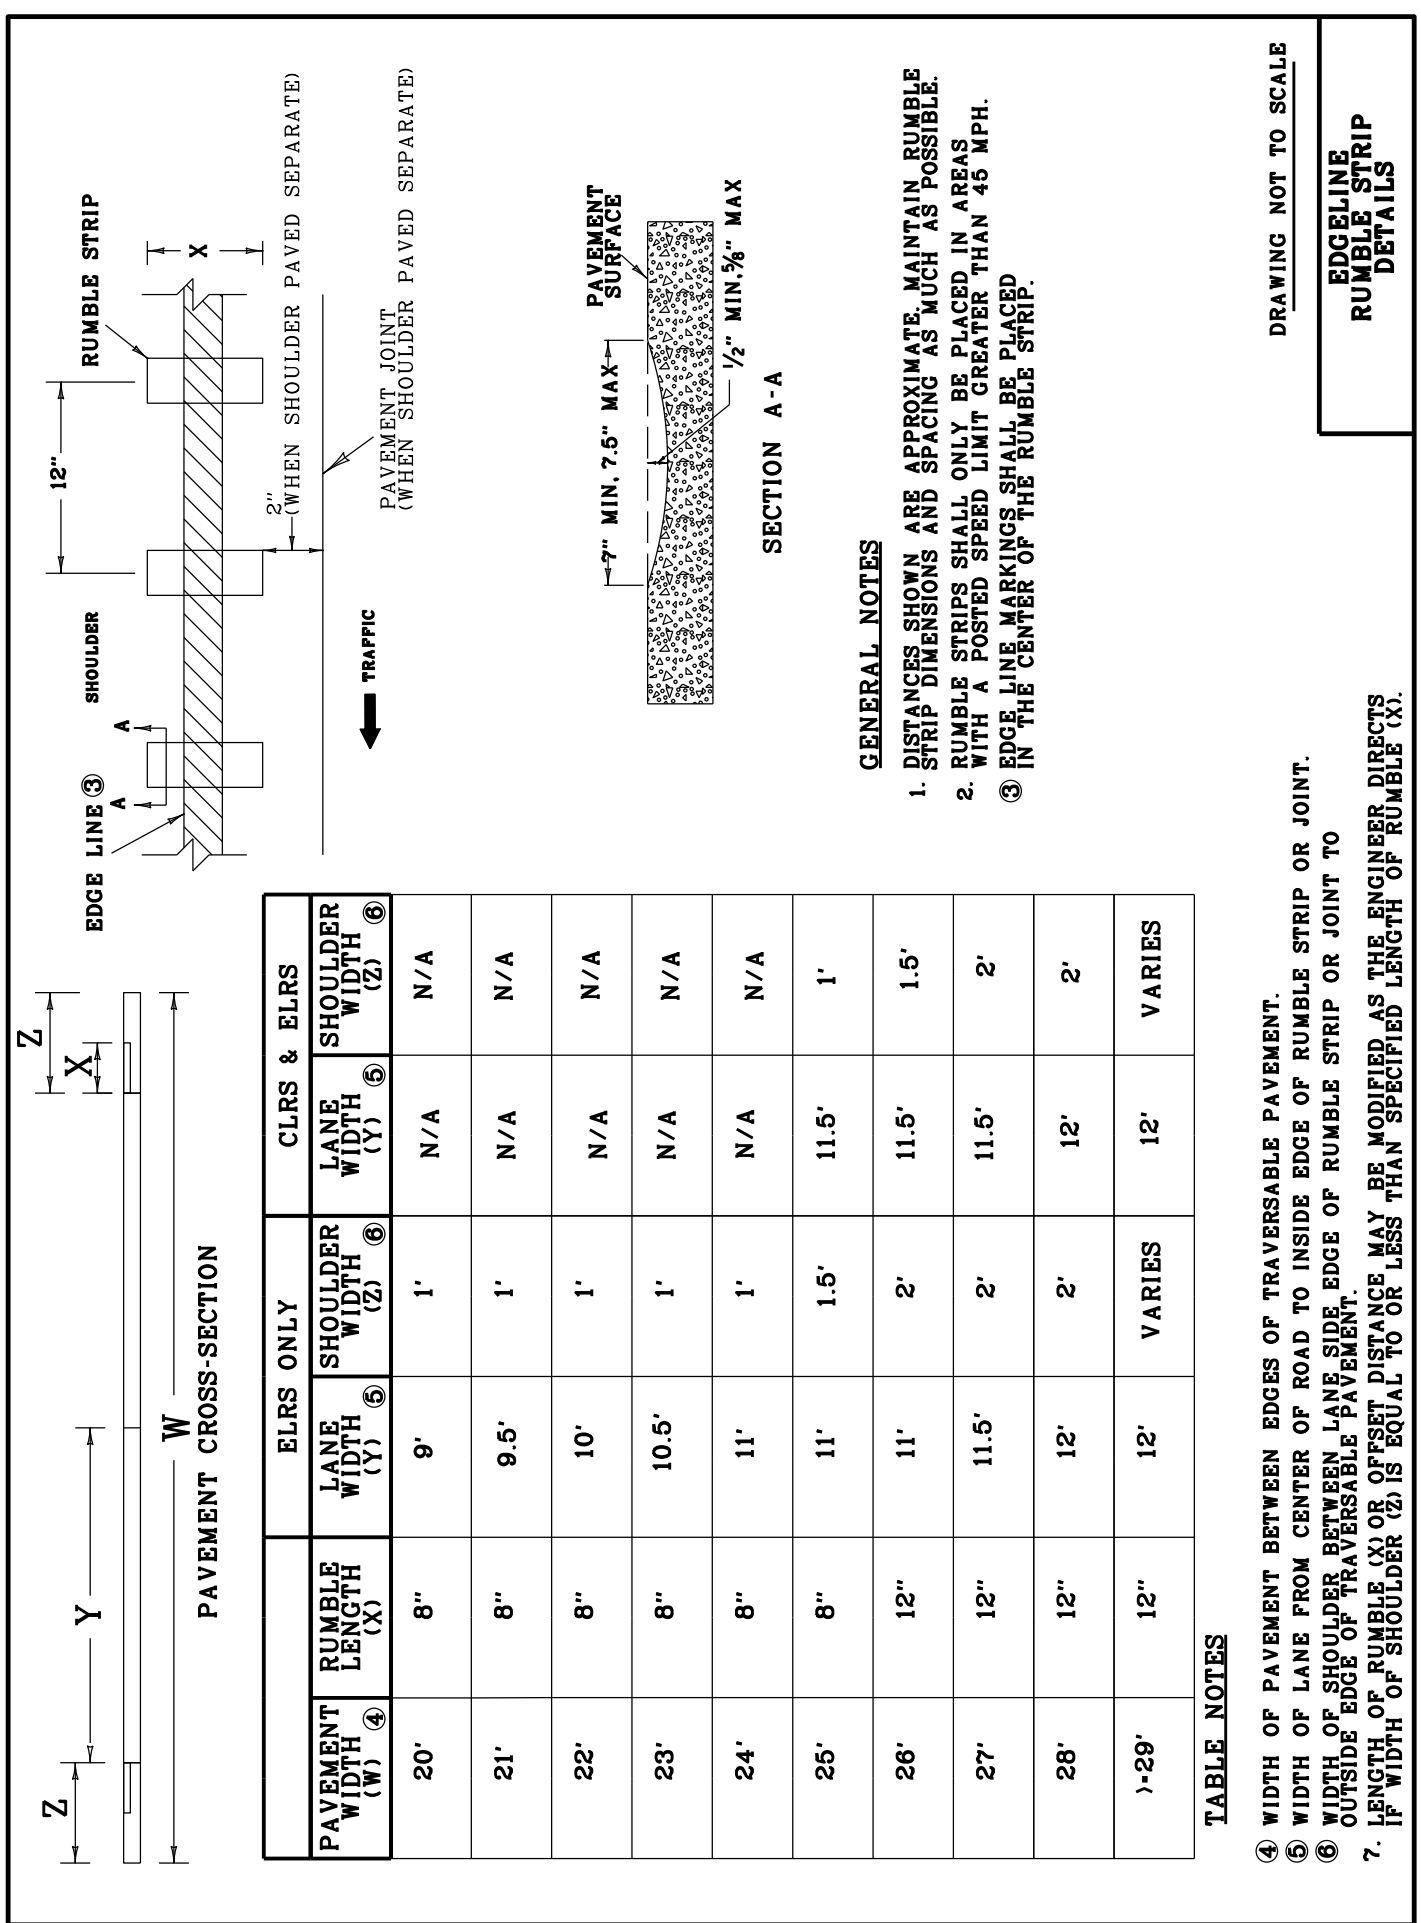 Z
Y
X
Z
W
PAVEMENT CROSS-SECTION
ELRS ONLY
CLRS & ELRS
PAVEMENT WIDTH (W) ④
RUMBLE LENGTH (X)
LANE WIDTH (Y) ⑤
SHOULDER WIDTH (Z) ⑥
LANE WIDTH (Y) ⑤
SHOULDER WIDTH (Z) ⑥
20' 8" 9' 1' N/A N/A
21' 8" 9.5' 1' N/A N/A
22' 8" 10' 1' N/A N/A
23' 8" 10.5' 1' N/A N/A
24' 8" 11' 1' N/A N/A
25' 8" 11' 1.5' 11.5' 1'
26' 12" 11' 2' 11.5' 1.5'
27' 12" 11.5' 2' 11.5' 2'
28' 12" 12' 2' 12' 2'
>=29' 12" 12' VARIES 12' VARIES
TABLE NOTES
④ WIDTH OF PAVEMENT BETWEEN EDGES OF TRAVERSABLE PAVEMENT.
⑤ WIDTH OF LANE FROM CENTER OF ROAD TO INSIDE EDGE OF RUMBLE STRIP OR JOINT.
⑥ WIDTH OF SHOULDER BETWEEN LANE SIDE EDGE OF RUMBLE STRIP OR JOINT TO
OUTSIDE EDGE OF TRAVERSABLE PAVEMENT.
7. LENGTH OF RUMBLE (X) OR OFFSET DISTANCE MAY BE MODIFIED AS THE ENGINEER DIRECTS
IF WIDTH OF SHOULDER (Z) IS EQUAL TO OR LESS THAN SPECIFIED LENGTH OF RUMBLE (X).
EDGE LINE ③
A
A
SHOULDER
12"
RUMBLE STRIP
X
2"
(WHEN SHOULDER PAVED SEPARATE)
PAVEMENT JOINT
(WHEN SHOULDER PAVED SEPARATE)
TRAFFIC
7" MIN, 7.5" MAX
PAVEMENT
SURFACE
1/2" MIN, 5/8" MAX
SECTION A-A
GENERAL NOTES
1. DISTANCES SHOWN ARE APPROXIMATE. MAINTAIN RUMBLE
STRIP DIMENSIONS AND SPACING AS MUCH AS POSSIBLE.
2. RUMBLE STRIPS SHALL ONLY BE PLACED IN AREAS
WITH A POSTED SPEED LIMIT GREATER THAN 45 MPH.
③ EDGE LINE MARKINGS SHALL BE PLACED
IN THE CENTER OF THE RUMBLE STRIP.
DRAWING NOT TO SCALE
EDGELINE
RUMBLE STRIP
DETAILS